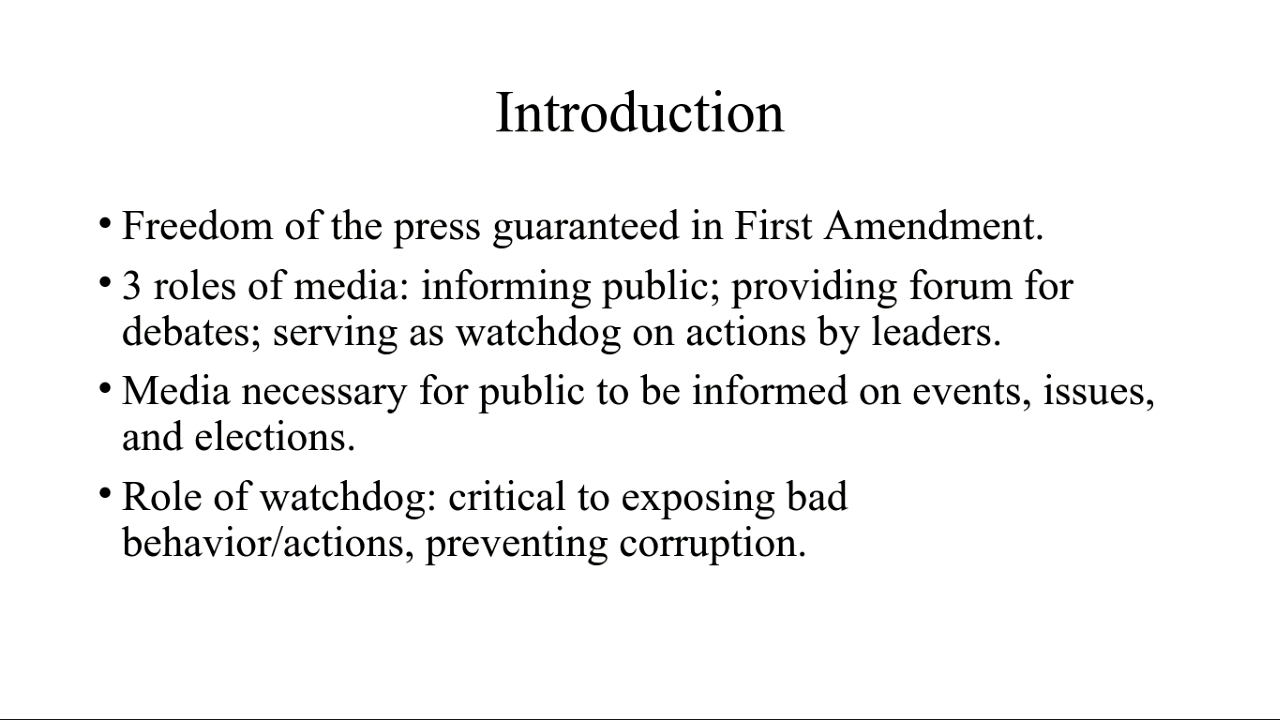 Introduction
• Freedom of the press guaranteed in First Amendment.
• 3 roles of media: informing public; providing forum for
debates; serving as watchdog on actions by leaders.
• Media necessary for public to be informed on events, issues,
and elections.
• Role of watchdog: critical to exposing bad
behavior/actions, preventing corruption.